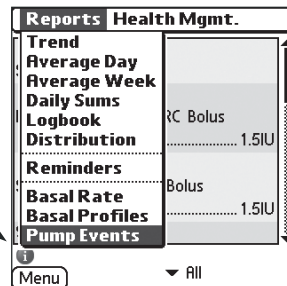 Reports Health Mgmt.
Trend
Average Day
Average Week
Daily Sums
Logbook
RC Bolus
Distribution
1.5IU
Reminders
Basal Rate
Bolus
Basal Profiles
1.5IU
Pump Events
Menu
All